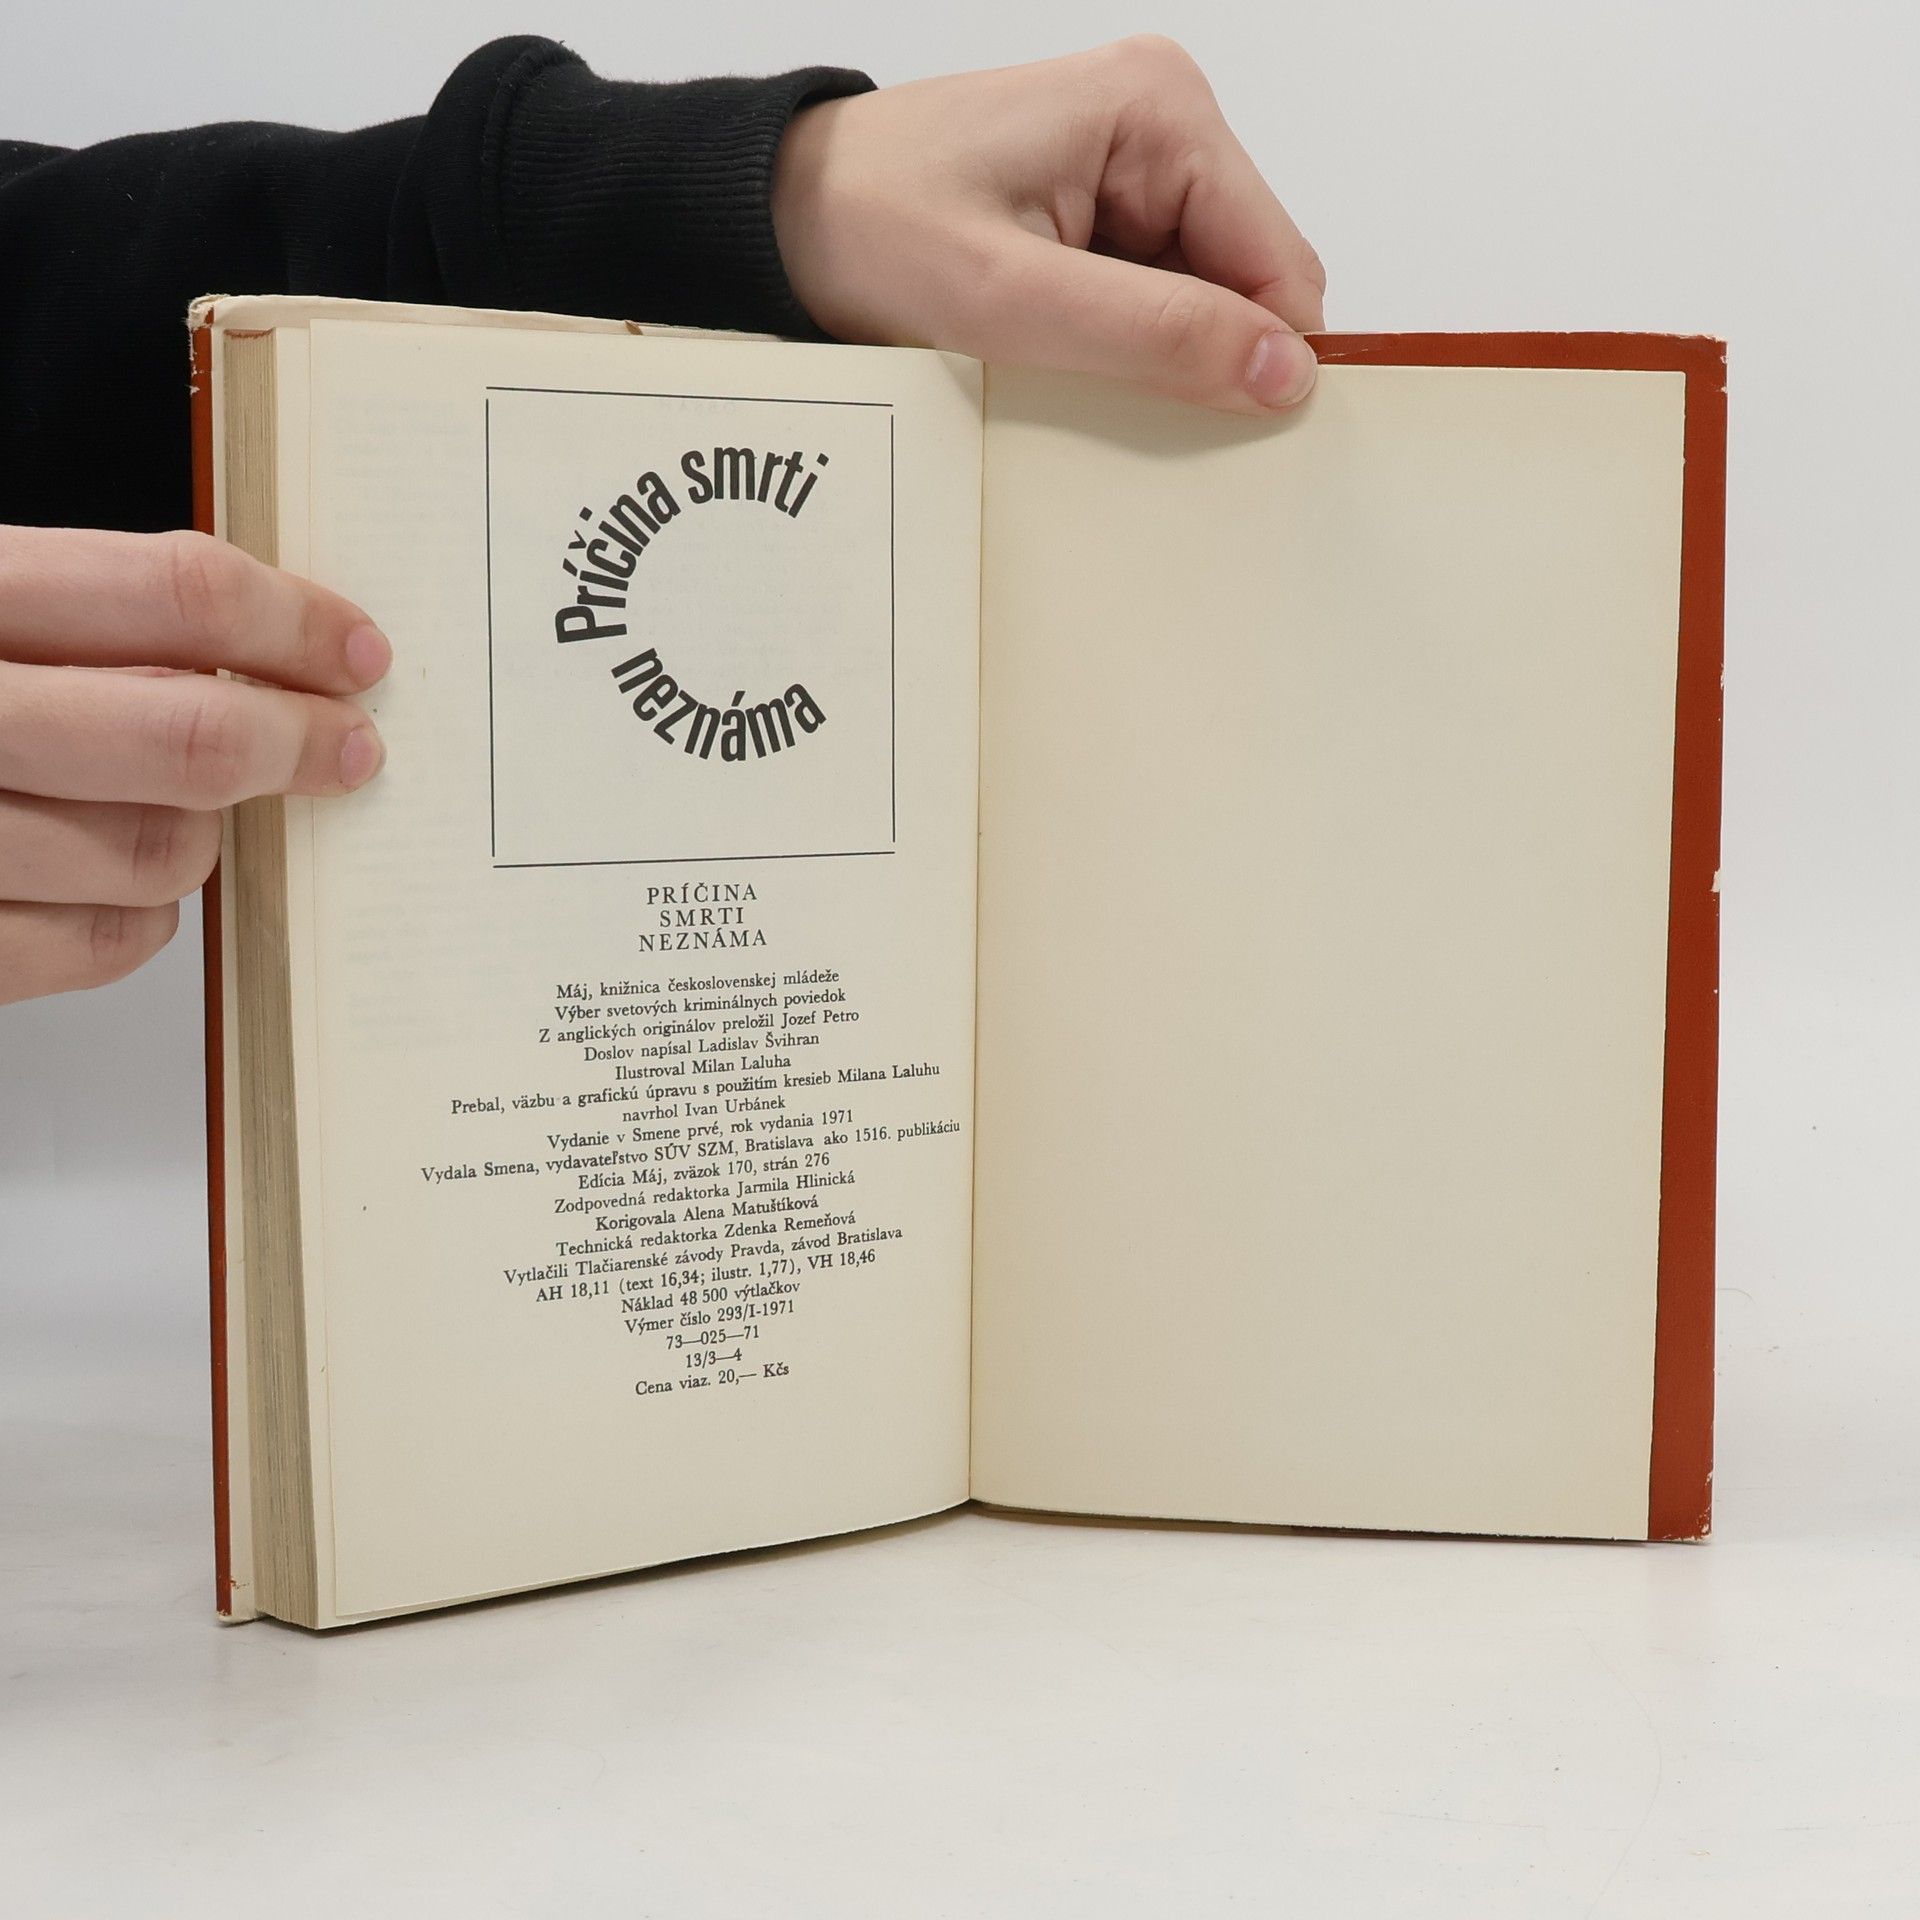 Príčina smrti
neznáma
PRÍČINA
SMRTI
NEZNÁMA
Máj, knižnica československej mládeže
Výber svetových kriminálnych poviedok
Z anglických originálov preložil Jozef Petro
Doslov napísal Ladislav Švihran
Ilustroval Milan Laluha
Prebal, väzbu a grafickú úpravu s použitím kresieb Milana Laluhu
navrhol Ivan Urbánek
Vydanie v Smene prvé, rok vydania 1971
Vydala Smena, vydavateľstvo SÚV SZM, Bratislava ako 1516. publikáciu
Edícia Máj, zväzok 170, strán 276
Zodpovedná redaktorka Jarmila Hlinická
Korigovala Alena Matuštíková
Technická redaktorka Zdenka Remeňová
Vytlačili Tlačiarenské závody Pravda, závod Bratislava
AH 18,11 (text 16,34; ilustr. 1,77), VH 18,46
Náklad 48 500 výtlačkov
Výmer číslo 293/I-1971
73—025—71
13/3—4
Cena viaz. 20,— Kčs